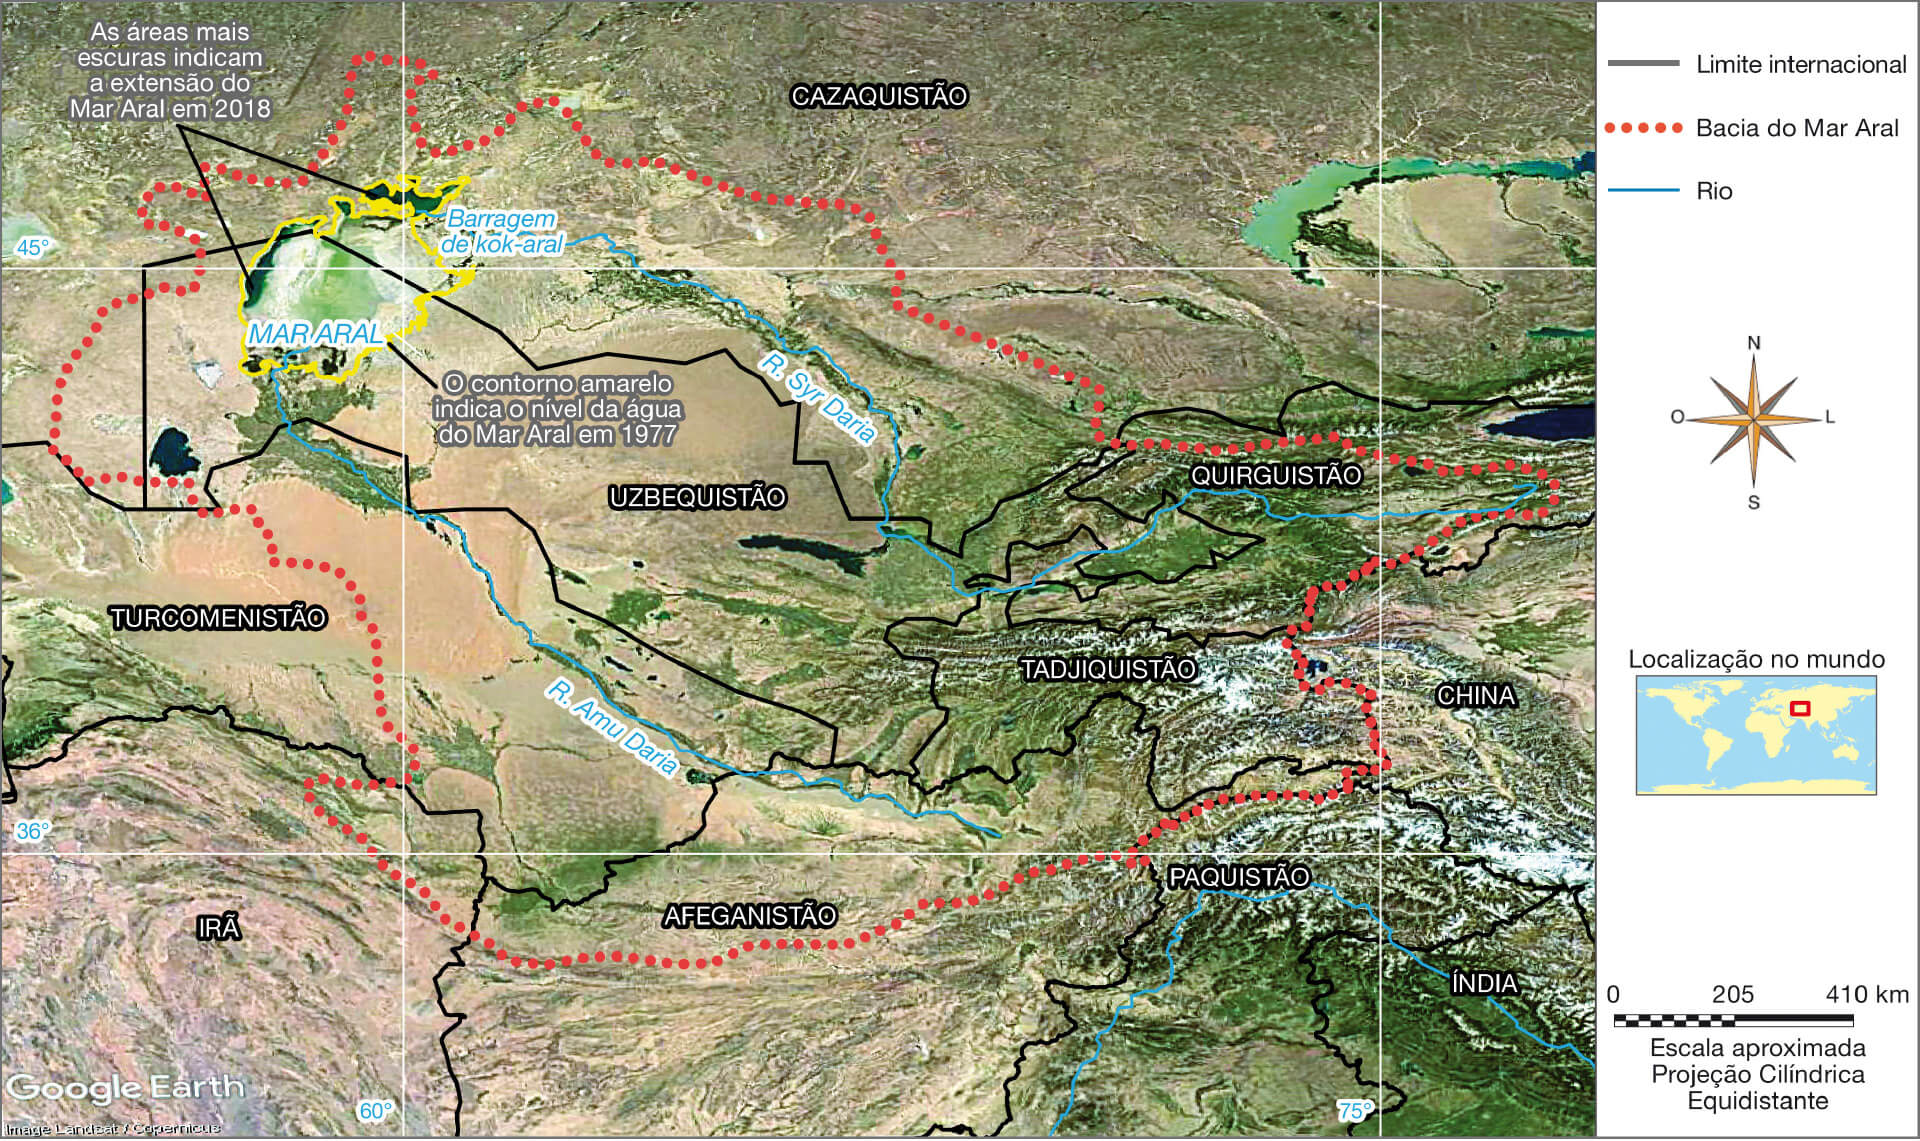 As áreas mais
escuras indicam
a extensão do
Mar Aral em 2018
CAZAQUISTÃO
Barragem
de kok-aral
45°
MAR ARAL
O contorno amarelo
indica o nível da água
do Mar Aral em 1977
R. Syr Daria
QUIRGUISTÃO
UZBEQUISTÃO
TURCOMENISTÃO
TADJIQUISTÃO
CHINA
R. Amu Daria
36°
PAQUISTÃO
AFEGANISTÃO
IRÃ
ÍNDIA
Google Earth
60°
75°
Image Landsat / Copernicus
Limite internacional
Bacia do Mar Aral
Rio
N
O
L
S
Localização no mundo
0 205 410 km
Escala aproximada
Projeção Cilíndrica
Equidistante